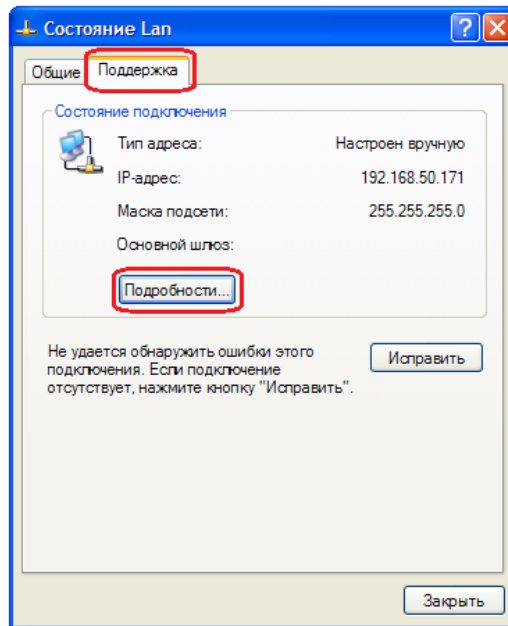 Состояние Lan
Общие Поддержка
Состояние подключения
Тип адреса: Настроен вручную
IP-адрес: 192.168.50.171
Маска подсети: 255.255.255.0
Основной шлюз:
Подробности...
Не удается обнаружить ошибки этого
подключения. Если подключение
отсутствует, нажмите кнопку "Исправить".
Исправить
Закрыть